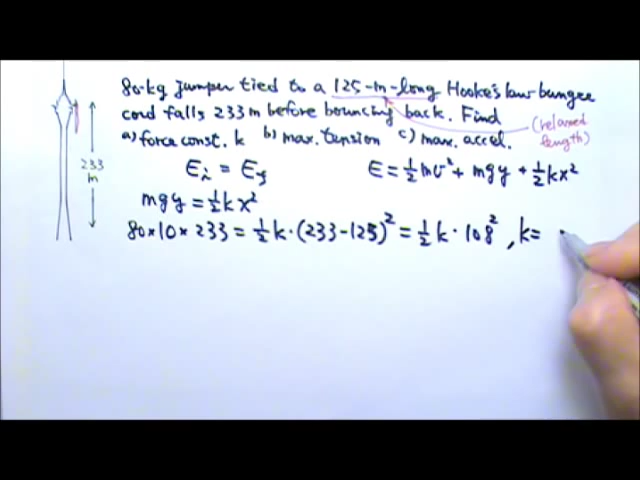 80-kg jumper tied to a 125-m-long Hooke's law bungee
cord falls 233 m before bouncing back. Find
(relaxed length)
a) force const. k b) max. tension c) max. accel.
233 m
Ei = Ef E = ½mv² + mgy + ½kx²
mgy = ½kx²
80×10×233 = ½k·(233-125)² = ½k·108², k=